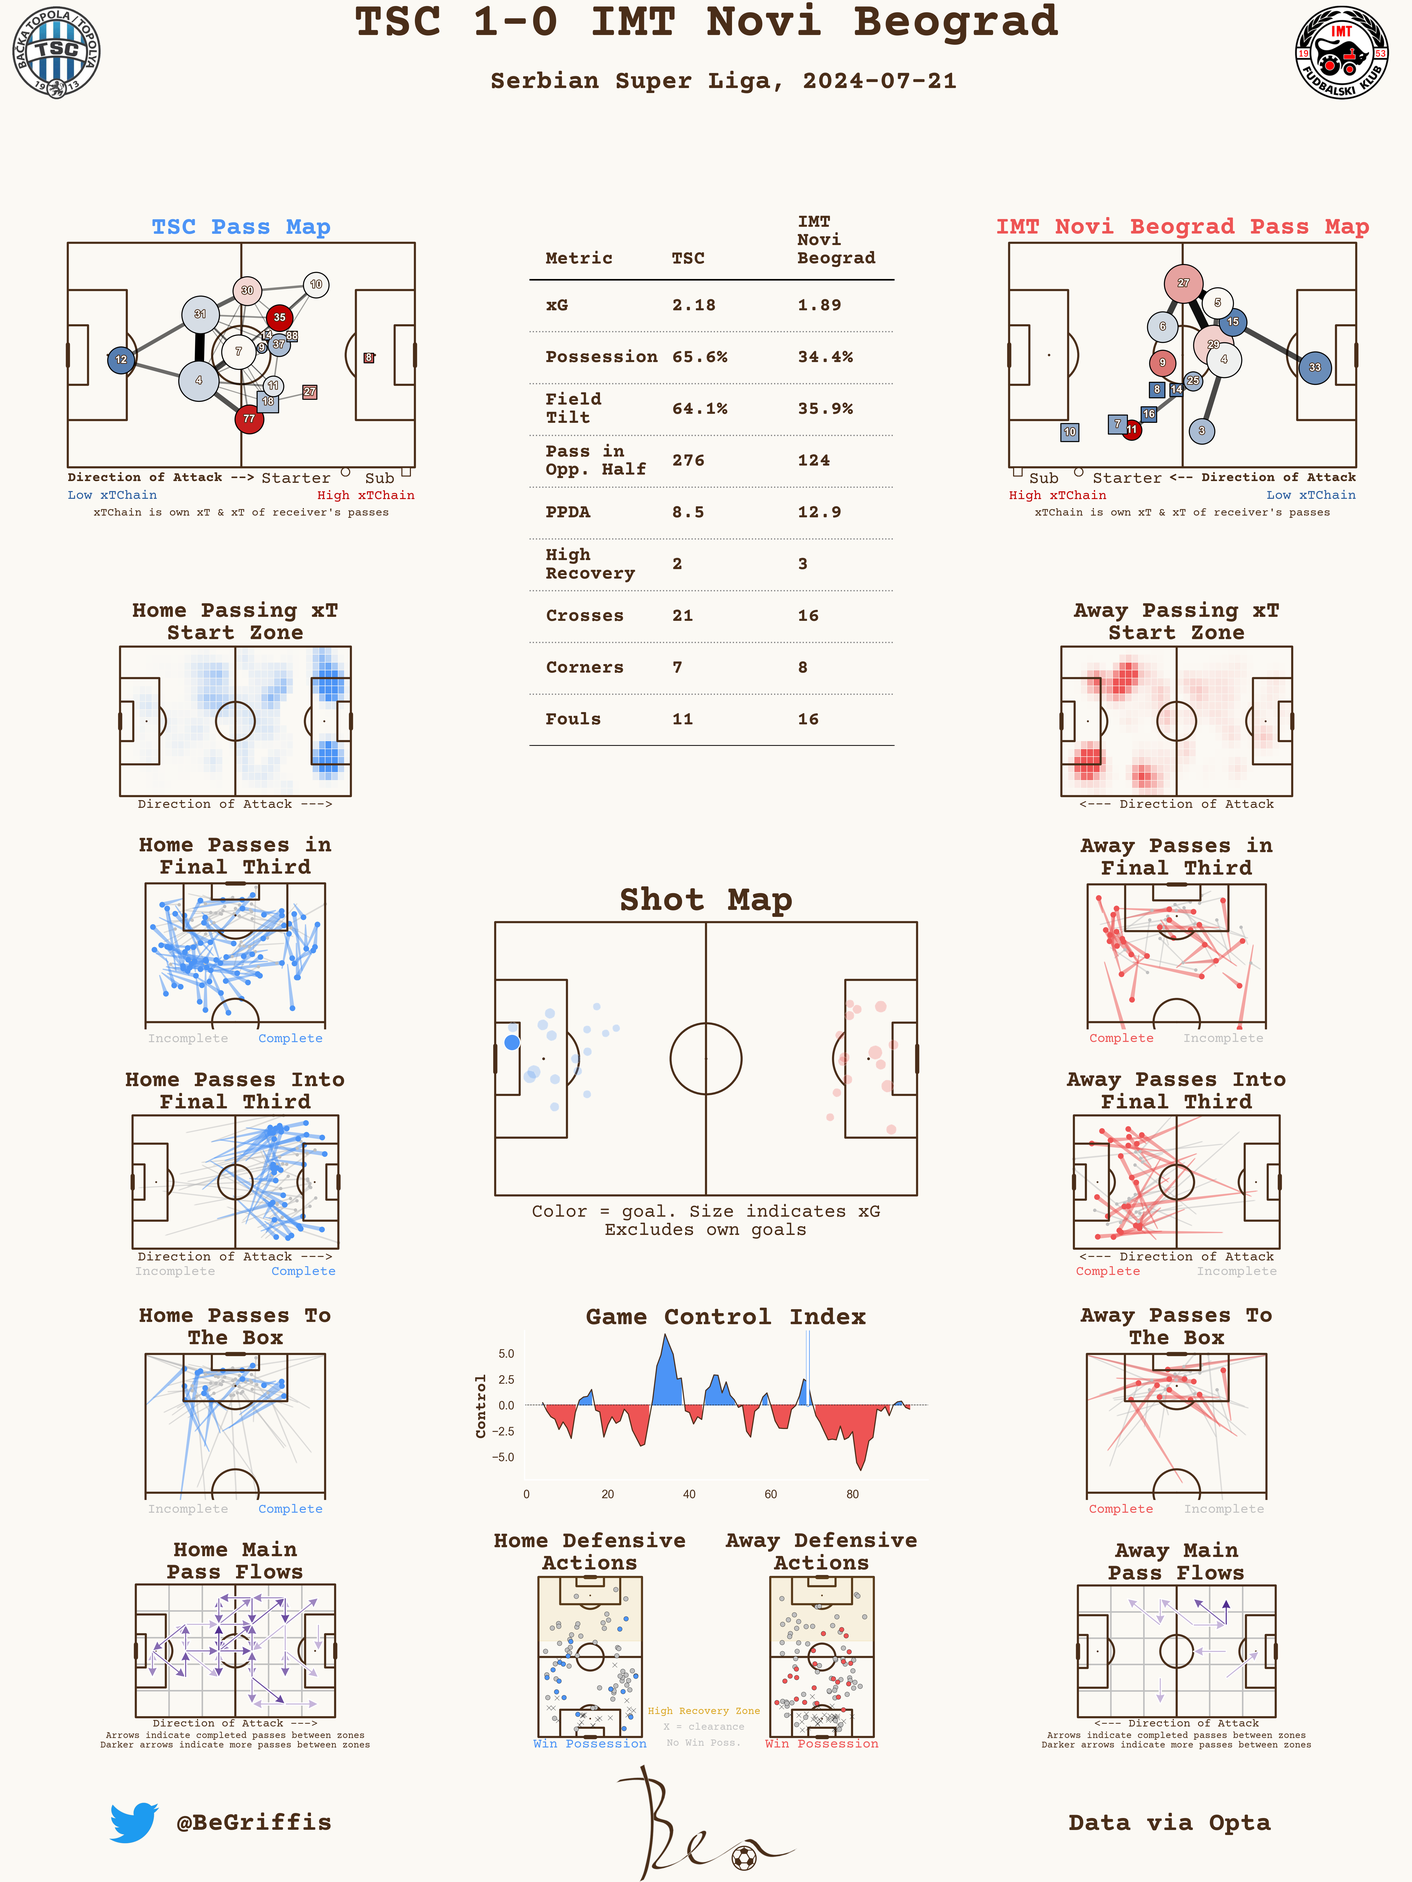 TSC 1-0 IMT Novi Beograd
Serbian Super Liga, 2024-07-21
BAČKA TOPOLA/TOPOLYA
TSC
1913
IMT
19 53
FUDBALSKI KLUB
TSC Pass Map
30
10
31
35
14
88
9
37
7
12
8
4
11
18
27
77
Direction of Attack --> Starter Sub
Low xTChain High xTChain
xTChain is own xT & xT of receiver's passes
Metric TSC IMT Novi Beograd
xG 2.18 1.89
Possession 65.6% 34.4%
Field Tilt 64.1% 35.9%
Pass in Opp. Half 276 124
PPDA 8.5 12.9
High Recovery 2 3
Crosses 21 16
Corners 7 8
Fouls 11 16
IMT Novi Beograd Pass Map
27
5
15
6
29
4
9
33
25
8
14
16
7
11
10
3
Sub Starter <-- Direction of Attack
High xTChain Low xTChain
xTChain is own xT & xT of receiver's passes
Home Passing xT
Start Zone
Direction of Attack --->
Away Passing xT
Start Zone
<--- Direction of Attack
Home Passes in
Final Third
Incomplete Complete
Away Passes in
Final Third
Complete Incomplete
Shot Map
Color = goal. Size indicates xG
Excludes own goals
Home Passes Into
Final Third
Direction of Attack --->
Incomplete Complete
Away Passes Into
Final Third
<--- Direction of Attack
Complete Incomplete
Home Passes To
The Box
Incomplete Complete
Game Control Index
Control
5.0
2.5
0.0
−2.5
−5.0
0 20 40 60 80
Away Passes To
The Box
Complete Incomplete
Home Main
Pass Flows
Direction of Attack --->
Arrows indicate completed passes between zones
Darker arrows indicate more passes between zones
Home Defensive
Actions
Win Possession
Away Defensive
Actions
Win Possession
High Recovery Zone
X = clearance
No Win Poss.
Away Main
Pass Flows
<--- Direction of Attack
Arrows indicate completed passes between zones
Darker arrows indicate more passes between zones
@BeGriffis
Ben
Data via Opta